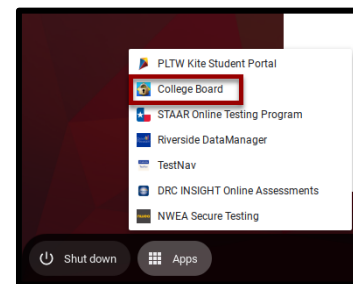 PLTW Kite Student Portal
College Board
STAAR Online Testing Program
Riverside DataManager
TestNav
DRC INSIGHT Online Assessments
NWEA Secure Testing
Shut down
Apps